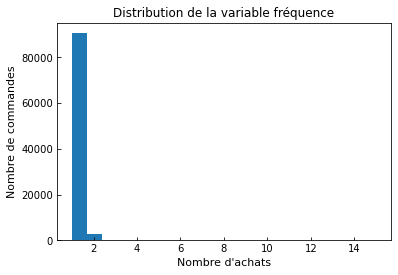 Distribution de la variable fréquence
Nombre de commandes
80000
60000
40000
20000
0
2 4 6 8 10 12 14
Nombre d'achats